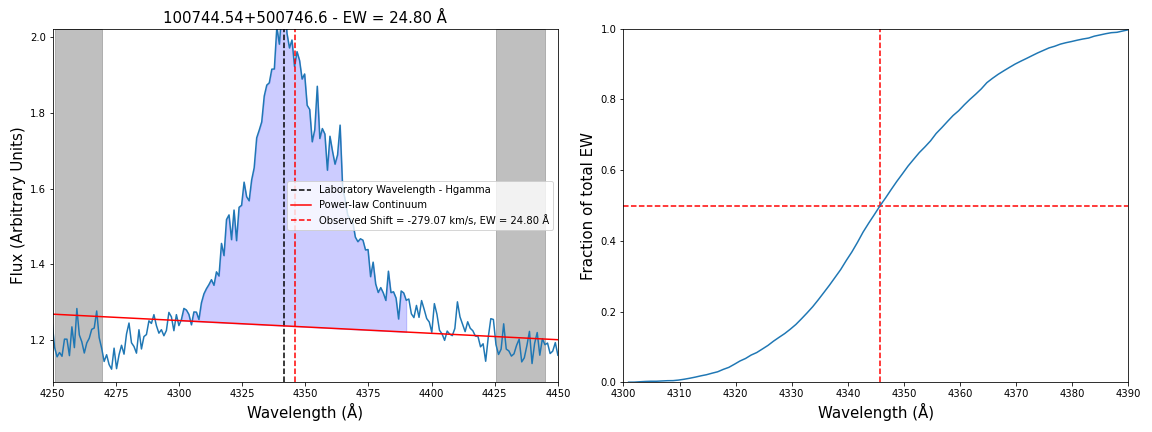 100744.54+500746.6 - EW = 24.80 Å
Flux (Arbitrary Units)
2.0
1.8
1.6
1.4
1.2
Laboratory Wavelength - Hgamma
Power-law Continuum
Observed Shift = -279.07 km/s, EW = 24.80 Å
4250 4275 4300 4325 4350 4375 4400 4425 4450
Wavelength (Å)
Fraction of total EW
1.0
0.8
0.6
0.4
0.2
0.0
4300 4310 4320 4330 4340 4350 4360 4370 4380 4390
Wavelength (Å)